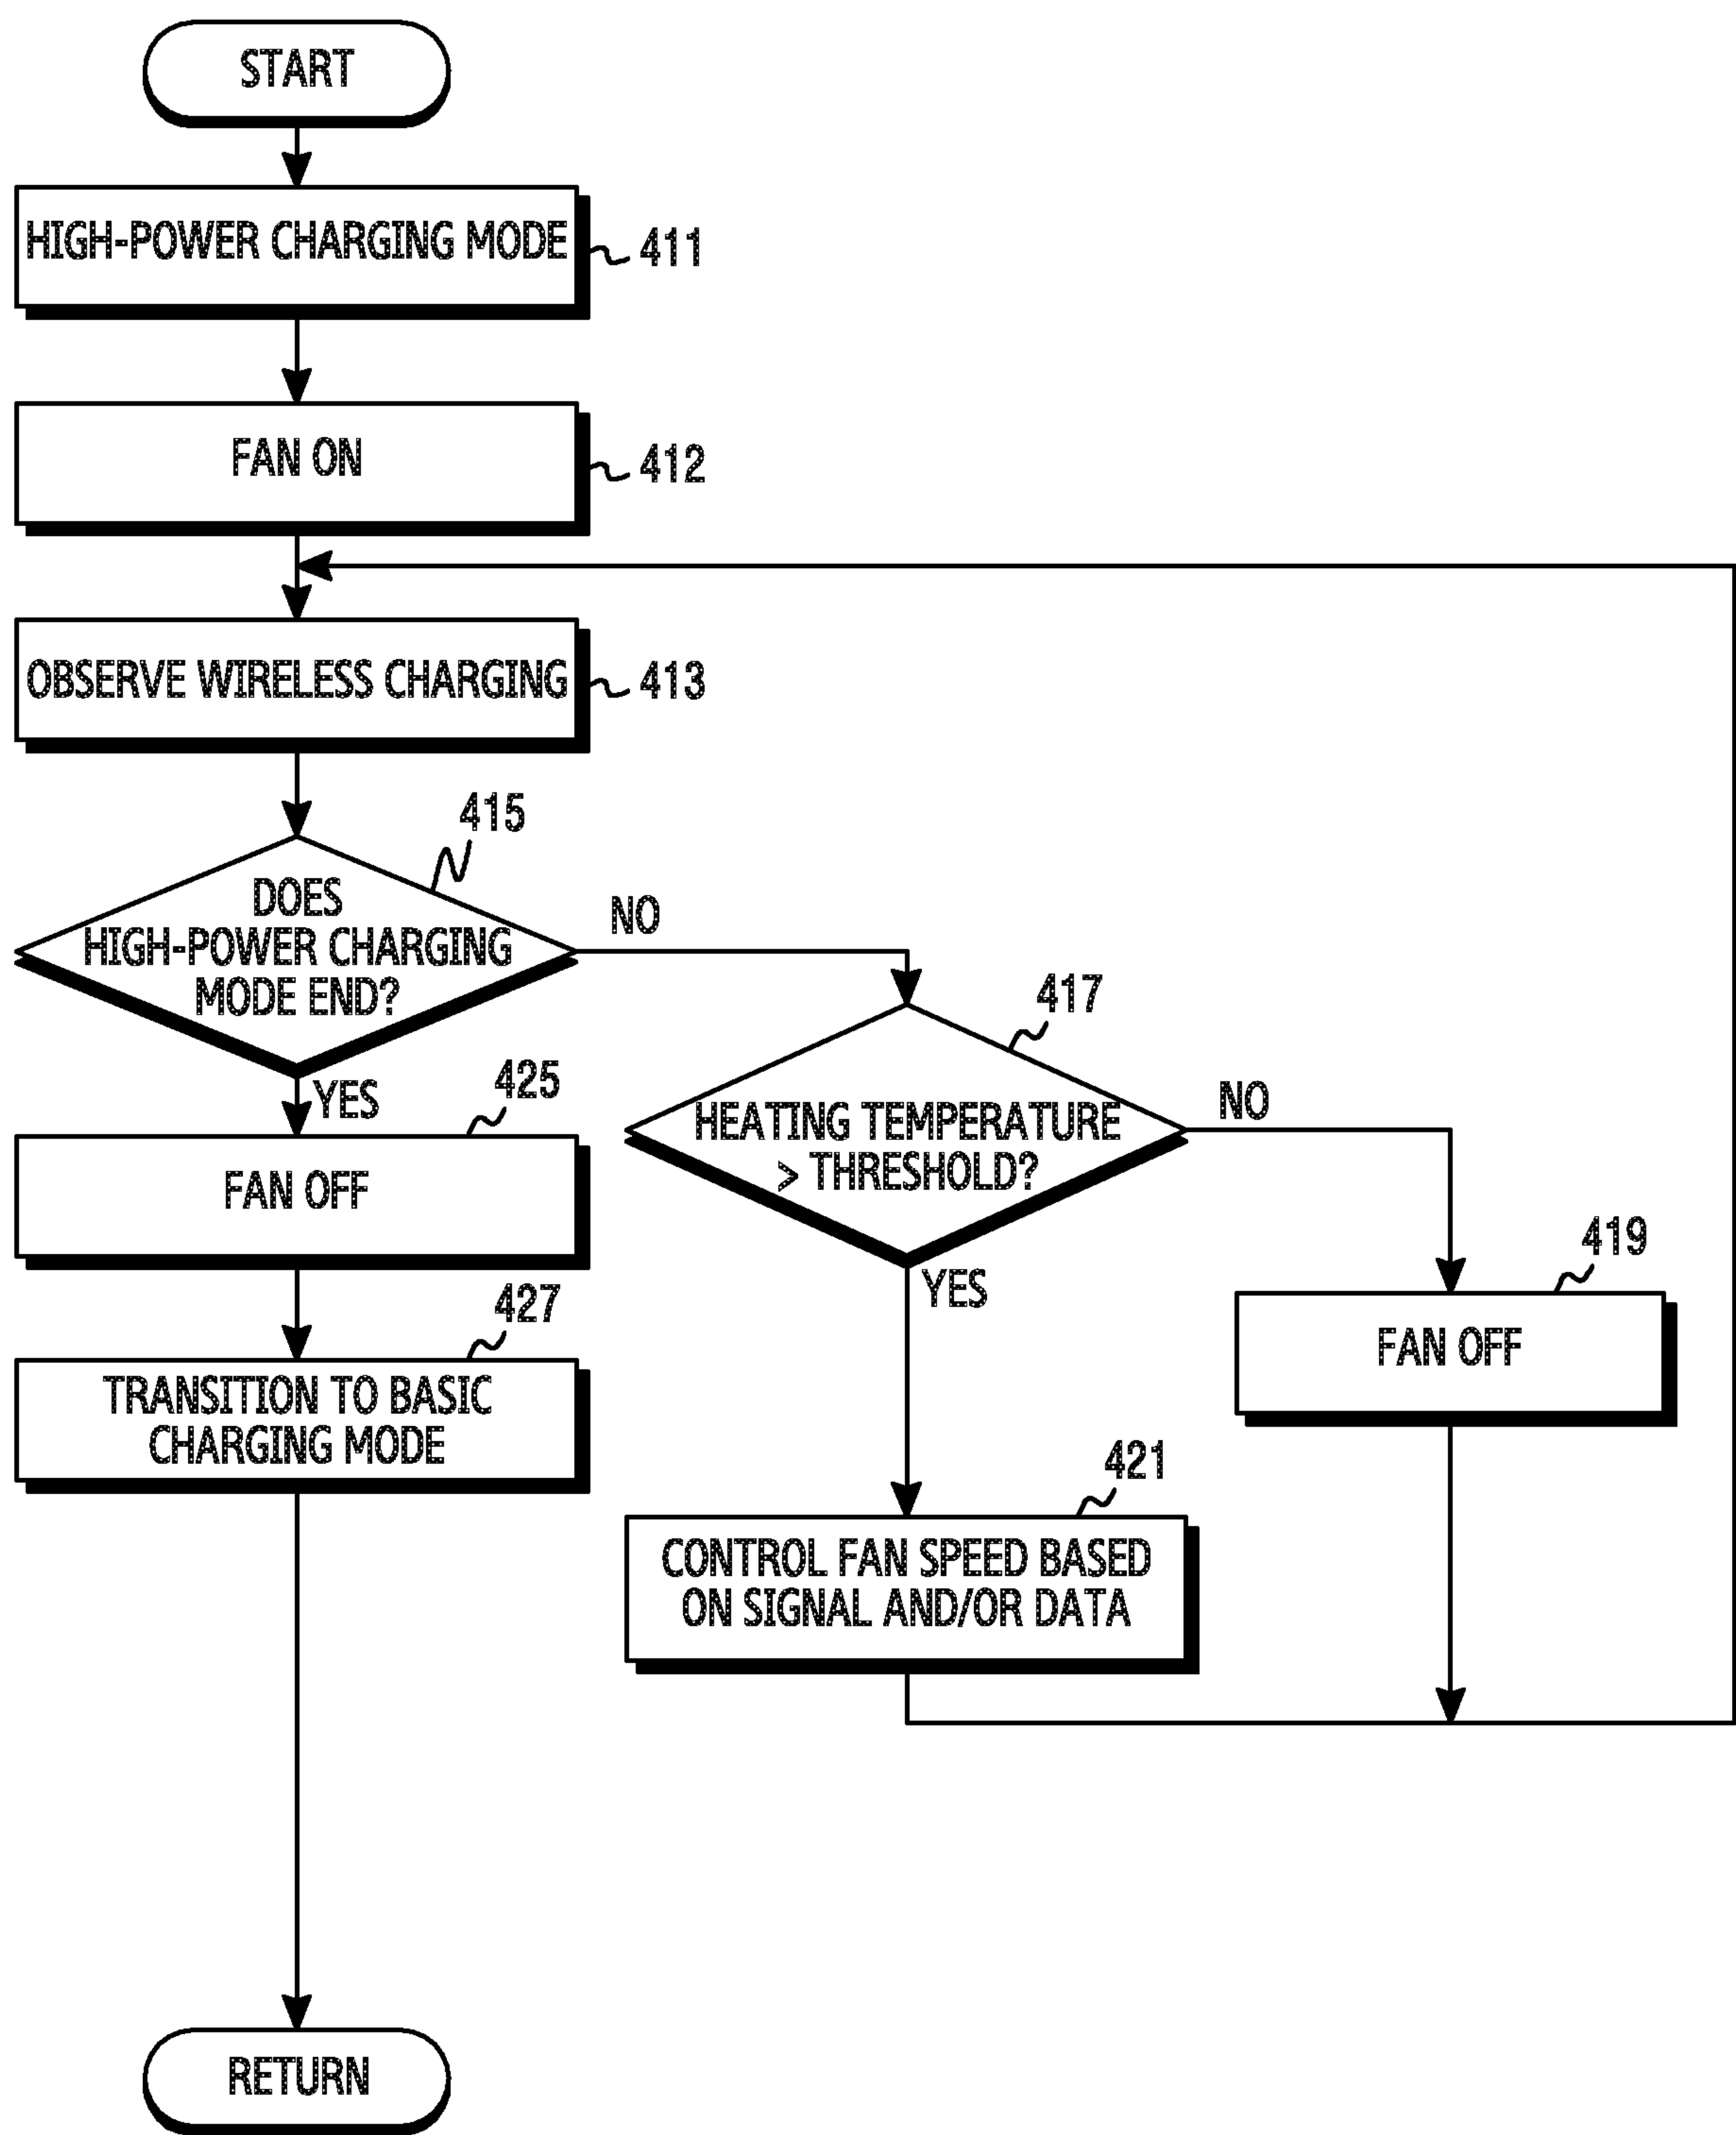 START
HIGH-POWER CHARGING MODE
411
FAN ON
412
OBSERVE WIRELESS CHARGING
413
415
DOES
HIGH-POWER CHARGING
MODE END?
NO
YES
417
HEATING TEMPERATURE
> THRESHOLD?
NO
YES
425
FAN OFF
419
FAN OFF
427
TRANSITION TO BASIC
CHARGING MODE
421
CONTROL FAN SPEED BASED
ON SIGNAL AND/OR DATA
RETURN